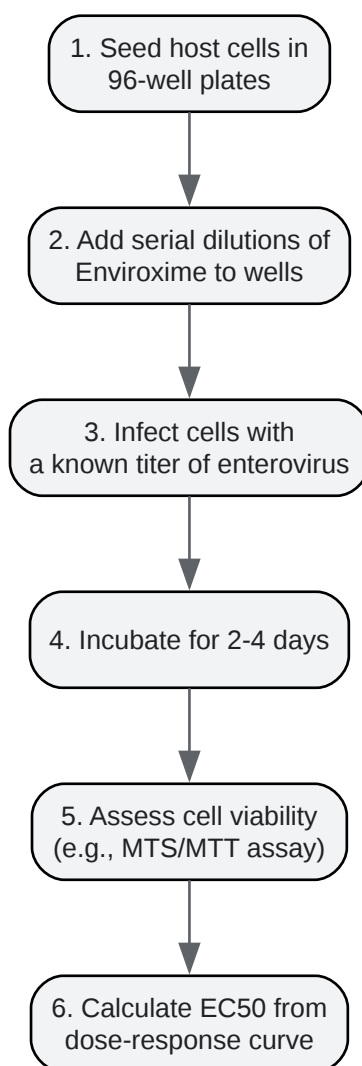 1. Seed host cells in
96-well plates
2. Add serial dilutions of
Enviroxime to wells
3. Infect cells with
a known titer of enterovirus
4. Incubate for 2-4 days
5. Assess cell viability
(e.g., MTS/MTT assay)
6. Calculate EC50 from
dose-response curve